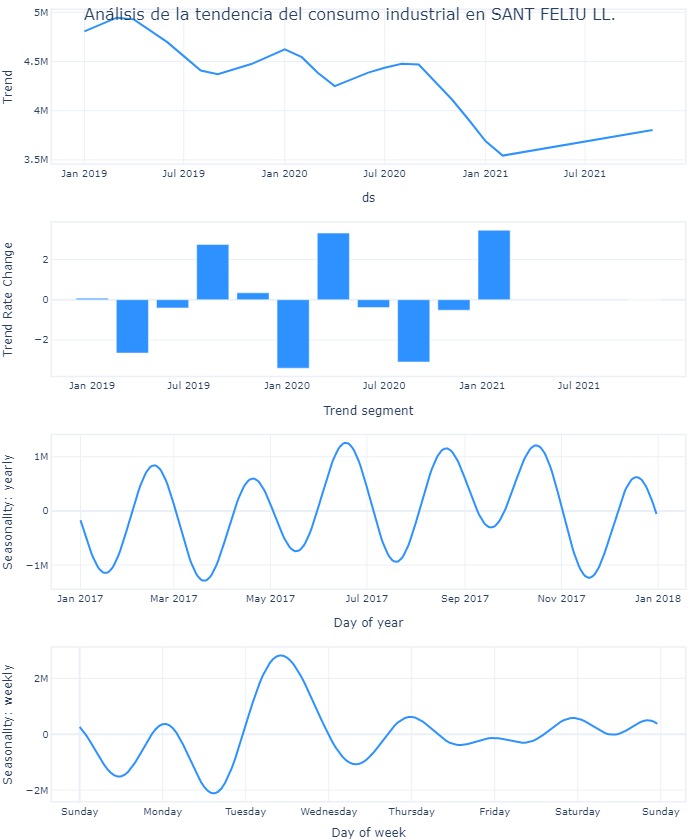 Análisis de la tendencia del consumo industrial en SANT FELIU LL.
5M
4.5M
4M
3.5M
Trend
Jan 2019 Jul 2019 Jan 2020 Jul 2020 Jan 2021 Jul 2021
ds
2
0
−2
Trend Rate Change
Jan 2019 Jul 2019 Jan 2020 Jul 2020 Jan 2021 Jul 2021
Trend segment
1M
0
−1M
Seasonality: yearly
Jan 2017 Mar 2017 May 2017 Jul 2017 Sep 2017 Nov 2017 Jan 2018
Day of year
2M
0
−2M
Seasonality: weekly
Sunday Monday Tuesday Wednesday Thursday Friday Saturday Sunday
Day of week